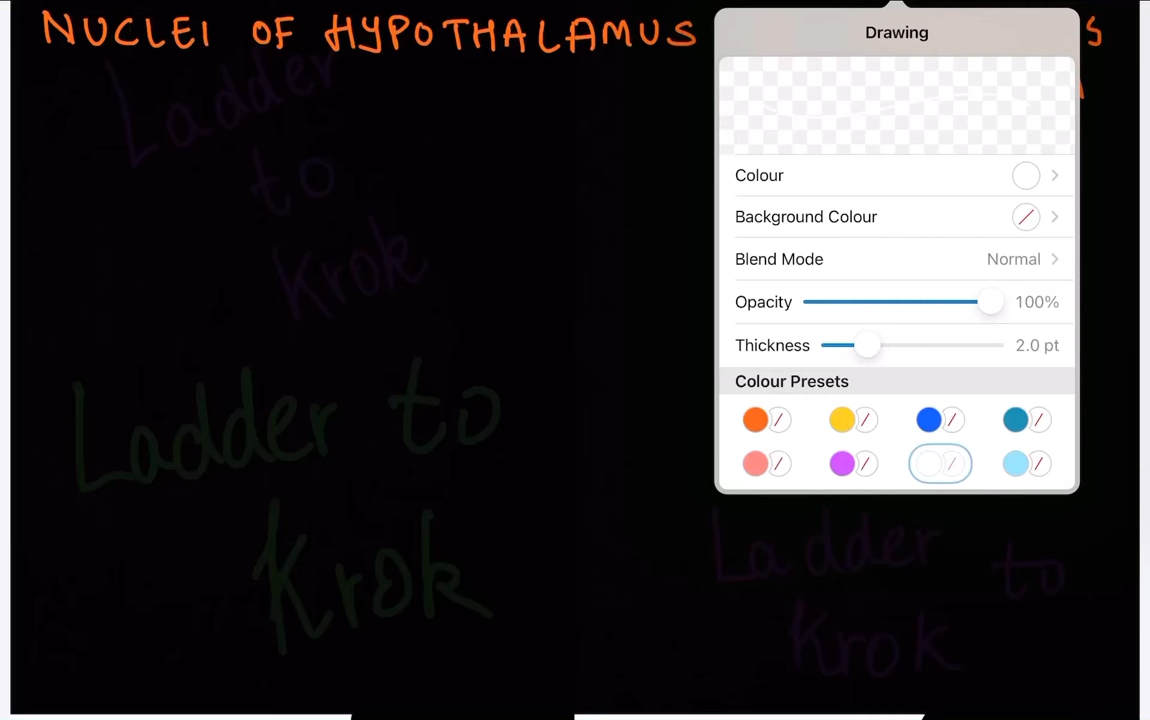 NUCLEI OF HYPOTHALAMUS
S
Ladder
to
Krok
Ladder to
Krok
Ladder to
Krok
Drawing
Colour
Background Colour
Blend Mode Normal
Opacity 100%
Thickness 2.0 pt
Colour Presets